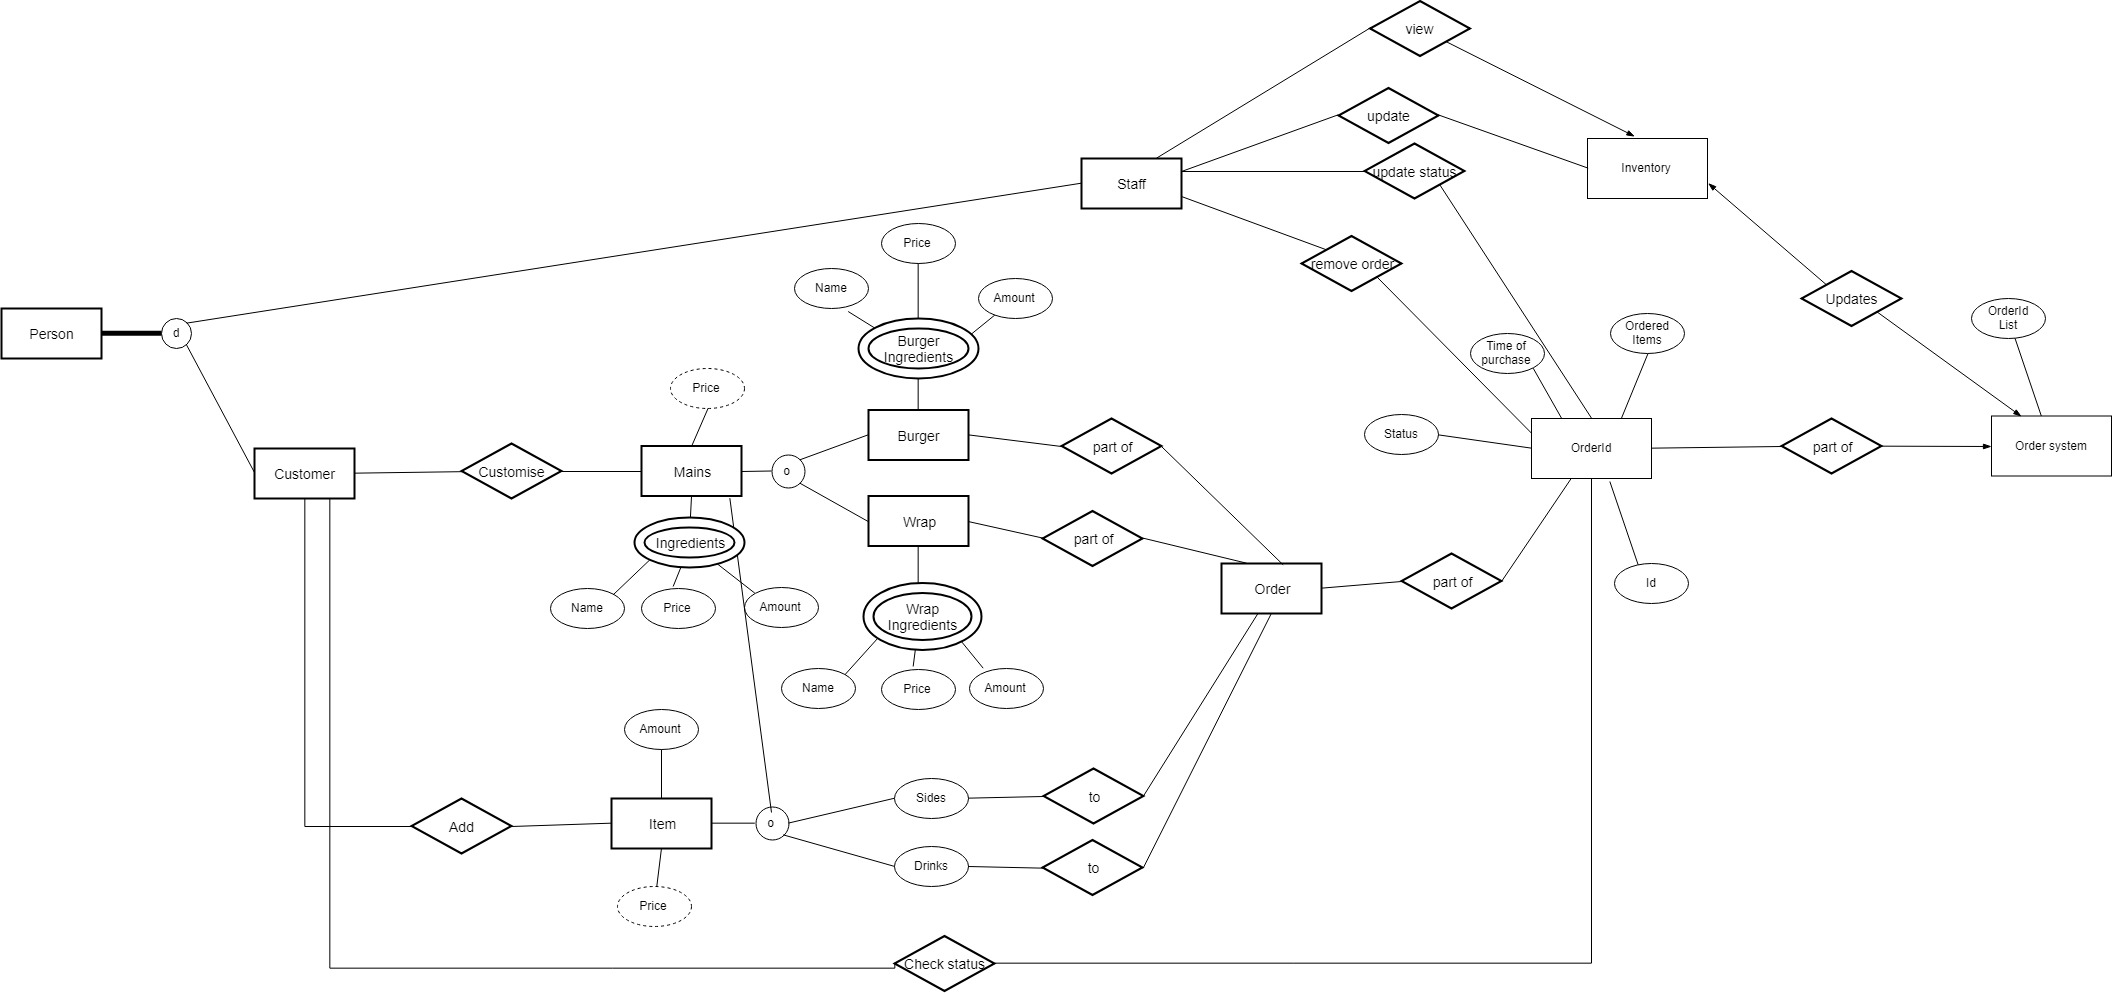 view
update
Inventory
update status
Staff
Price
remove order
Name
Amount
Updates
OrderId
List
Person
d
Ordered
Items
Time of
purchase
Burger
Ingredients
Price
Status
Burger
part of
OrderId
part of
Order system
Customer
Customise
Mains
o
Wrap
part of
Ingredients
Order
part of
Id
Name
Price
Amount
Wrap
Ingredients
Name
Price
Amount
Amount
Sides
to
Add
Item
o
Drinks
to
Price
Check status